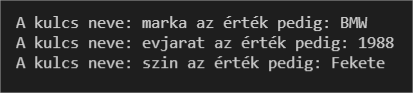 A kulcs neve: marka az érték pedig: BMW
A kulcs neve: evjarat az érték pedig: 1988
A kulcs neve: szin az érték pedig: Fekete